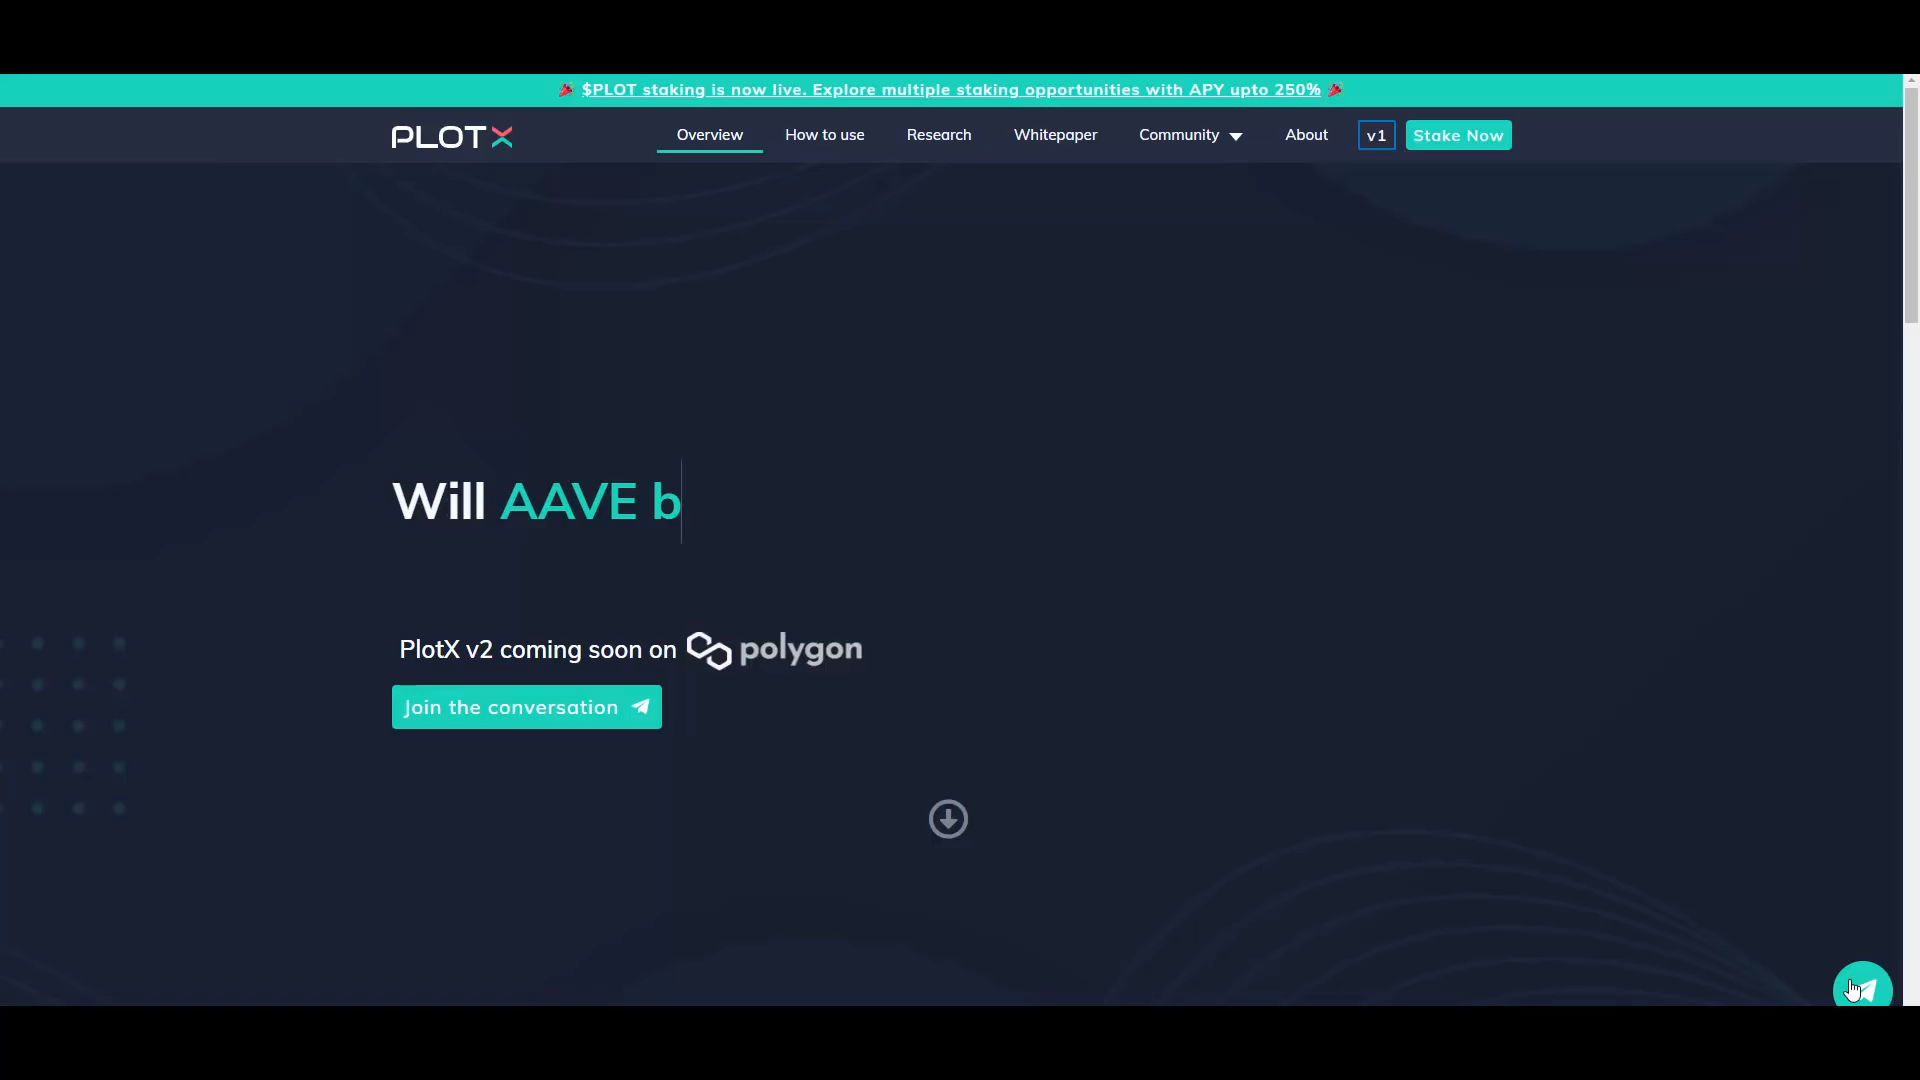 $PLOT staking is now live. Explore multiple staking opportunities with APY upto 250%
PLOTX Overview How to use Research Whitepaper Community About v1 Stake Now
Will AAVE b
PlotX v2 coming soon on polygon
Join the conversation